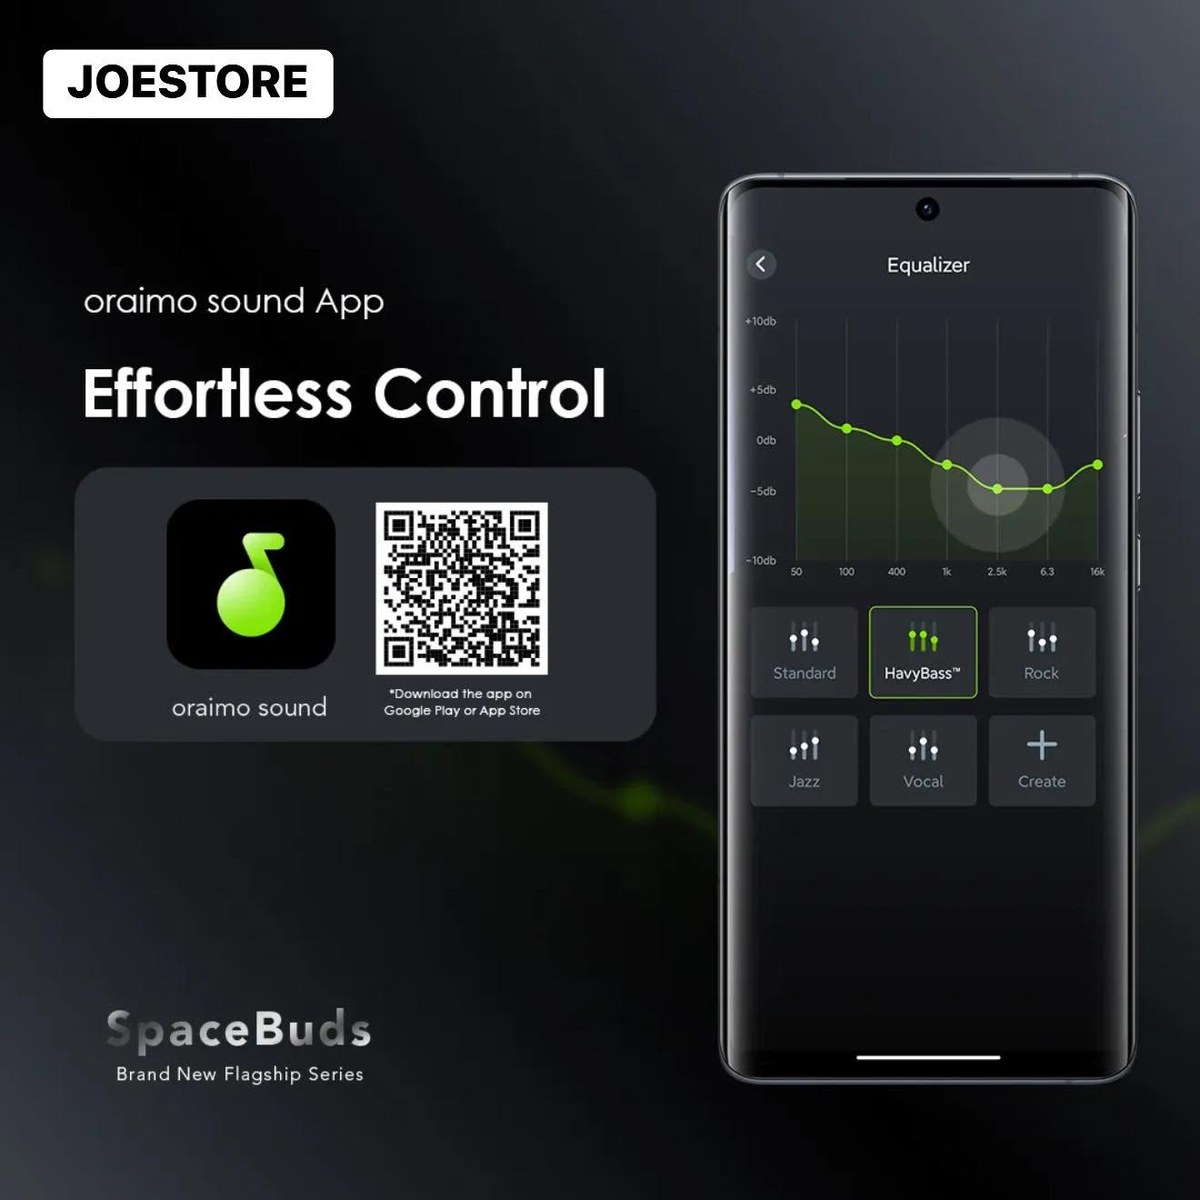 JOESTORE
oraimo sound App
Effortless Control
oraimo sound
*Download the app on
Google Play or App Store
SpaceBuds
Brand New Flagship Series
Equalizer
+10db
+5db
0db
-5db
-10db
50 100 400 1k 2.5k 6.3 16k
Standard HavyBass™ Rock
Jazz Vocal Create